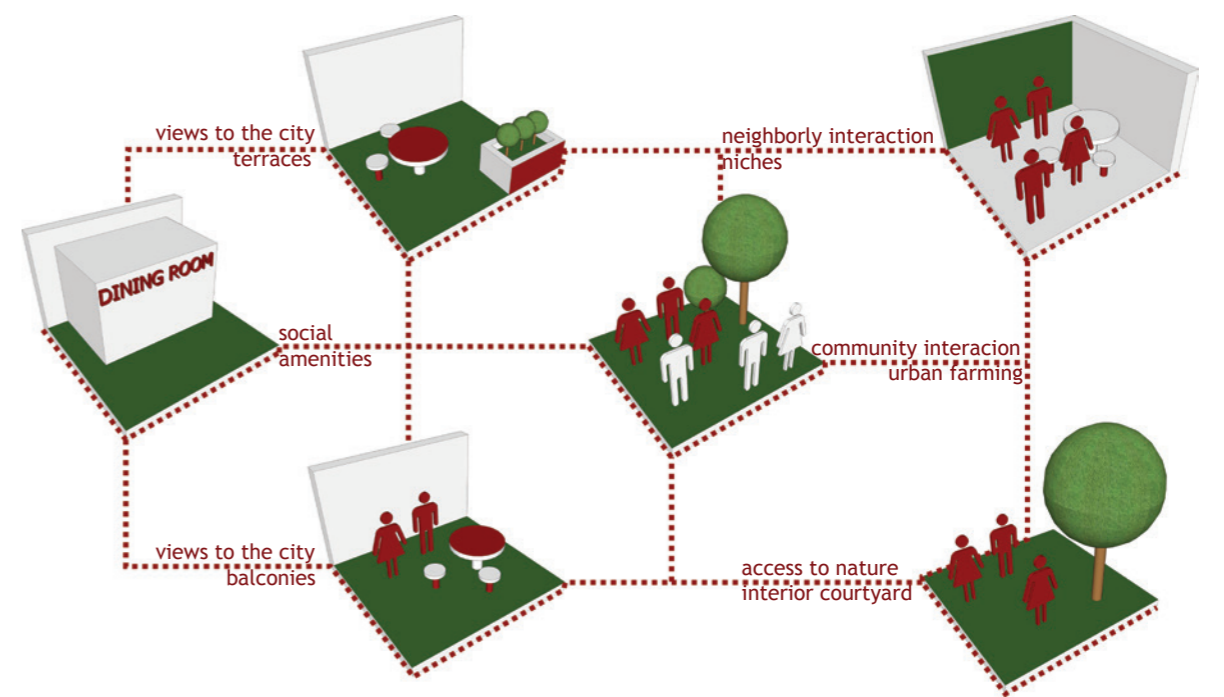 views to the city
terraces
neighborly interaction
niches
DINING ROOM
social
amenities
community interacion
urban farming
views to the city
balconies
access to nature
interior courtyard